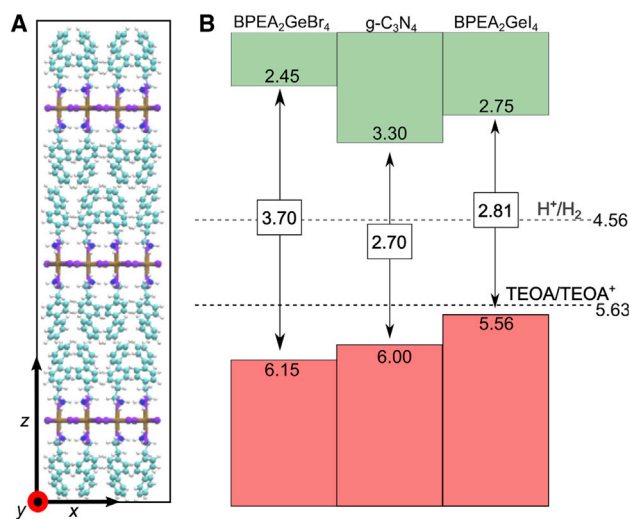 A
B
BPEA₂GeBr₄
g-C₃N₄
BPEA₂GeI₄
2.45
3.30
2.75
3.70
2.70
2.81
H⁺/H₂
4.56
TEOA/TEOA⁺
5.63
6.15
6.00
5.56
z
y
x